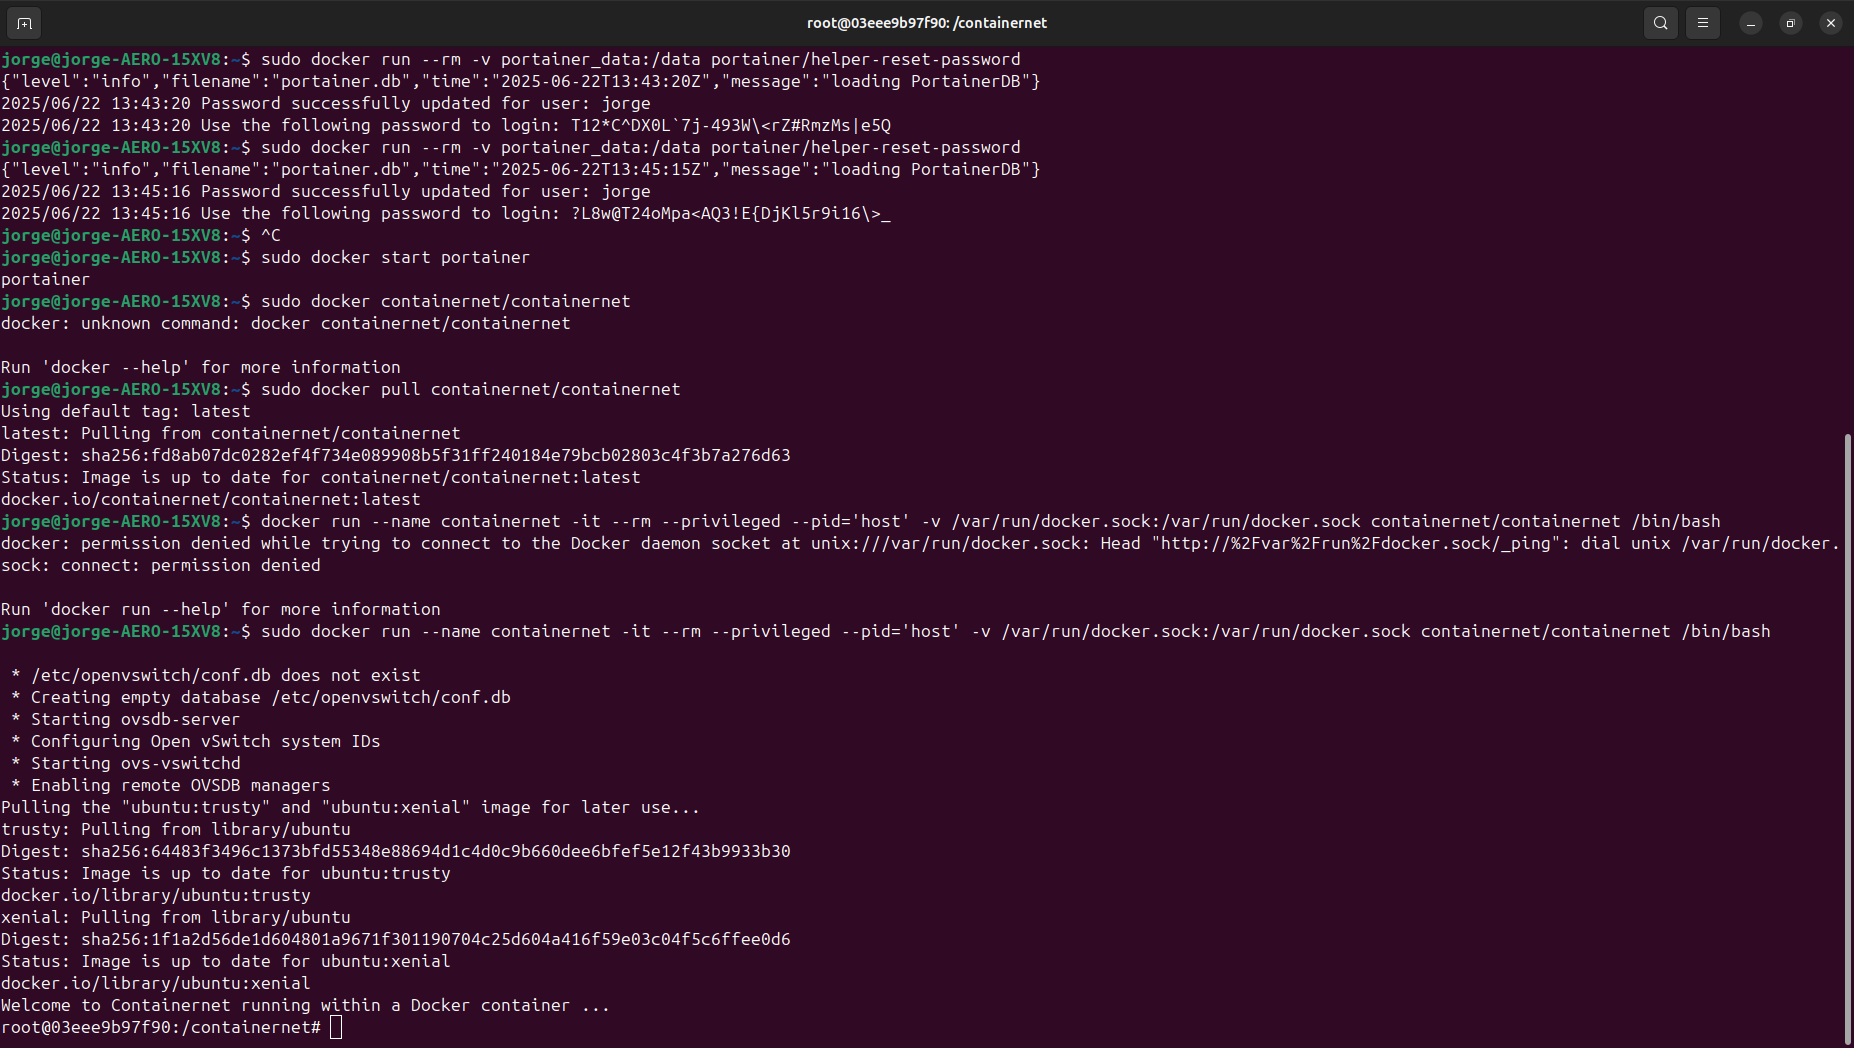 root@03eee9b97f90: /containernet
jorge@jorge-AERO-15XV8:~$ sudo docker run --rm -v portainer_data:/data portainer/helper-reset-password
{"level":"info","filename":"portainer.db","time":"2025-06-22T13:43:20Z","message":"loading PortainerDB"}
2025/06/22 13:43:20 Password successfully updated for user: jorge
2025/06/22 13:43:20 Use the following password to login: T12*C^DX0L`7j-493W\<rZ#RmzMs|e5Q
jorge@jorge-AERO-15XV8:~$ sudo docker run --rm -v portainer_data:/data portainer/helper-reset-password
{"level":"info","filename":"portainer.db","time":"2025-06-22T13:45:15Z","message":"loading PortainerDB"}
2025/06/22 13:45:16 Password successfully updated for user: jorge
2025/06/22 13:45:16 Use the following password to login: ?L8w@T24oMpa<AQ3!E{DjKl5r9i16\>_
jorge@jorge-AERO-15XV8:~$ ^C
jorge@jorge-AERO-15XV8:~$ sudo docker start portainer
portainer
jorge@jorge-AERO-15XV8:~$ sudo docker containernet/containernet
docker: unknown command: docker containernet/containernet
Run 'docker --help' for more information
jorge@jorge-AERO-15XV8:~$ sudo docker pull containernet/containernet
Using default tag: latest
latest: Pulling from containernet/containernet
Digest: sha256:fd8ab07dc0282ef4f734e089908b5f31ff240184e79bcb02803c4f3b7a276d63
Status: Image is up to date for containernet/containernet:latest
docker.io/containernet/containernet:latest
jorge@jorge-AERO-15XV8:~$ docker run --name containernet -it --rm --privileged --pid='host' -v /var/run/docker.sock:/var/run/docker.sock containernet/containernet /bin/bash
docker: permission denied while trying to connect to the Docker daemon socket at unix:///var/run/docker.sock: Head "http://%2Fvar%2Frun%2Fdocker.sock/_ping": dial unix /var/run/docker.
sock: connect: permission denied
Run 'docker run --help' for more information
jorge@jorge-AERO-15XV8:~$ sudo docker run --name containernet -it --rm --privileged --pid='host' -v /var/run/docker.sock:/var/run/docker.sock containernet/containernet /bin/bash
* /etc/openvswitch/conf.db does not exist
* Creating empty database /etc/openvswitch/conf.db
* Starting ovsdb-server
* Configuring Open vSwitch system IDs
* Starting ovs-vswitchd
* Enabling remote OVSDB managers
Pulling the "ubuntu:trusty" and "ubuntu:xenial" image for later use...
trusty: Pulling from library/ubuntu
Digest: sha256:64483f3496c1373bfd55348e88694d1c4d0c9b660dee6bfef5e12f43b9933b30
Status: Image is up to date for ubuntu:trusty
docker.io/library/ubuntu:trusty
xenial: Pulling from library/ubuntu
Digest: sha256:1f1a2d56de1d604801a9671f301190704c25d604a416f59e03c04f5c6ffee0d6
Status: Image is up to date for ubuntu:xenial
docker.io/library/ubuntu:xenial
Welcome to Containernet running within a Docker container ...
root@03eee9b97f90:/containernet#